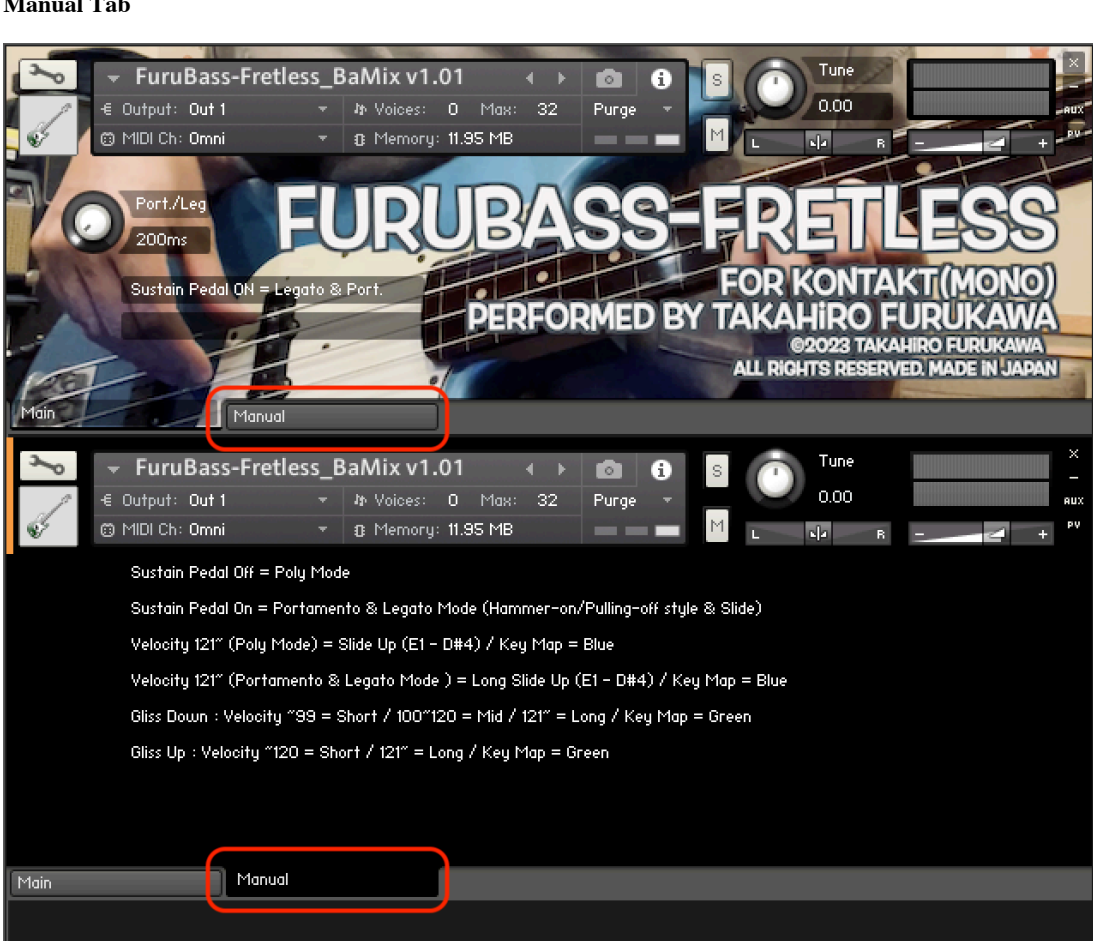 Manual Tab
FuruBass-Fretless_BaMix v1.01
S
Tune
Output: Out 1
Voices: 0 Max: 32
Purge
0.00
AUX
MIDI Ch: Omni
Memory: 11.95 MB
M
L
R
-
+
PV
Port./Leg
200ms
FURUBASS-FRETLESS
Sustain Pedal ON = Legato & Port.
FOR KONTAKT(MONO)
PERFORMED BY TAKAHiRO FURUKAWA
©2023 TAKAHIRO FURUKAWA
ALL RIGHTS RESERVED. MADE IN JAPAN
Main
Manual
FuruBass-Fretless_BaMix v1.01
S
Tune
Output: Out 1
Voices: 0 Max: 32
Purge
0.00
AUX
MIDI Ch: Omni
Memory: 11.95 MB
M
L
R
-
+
PV
Sustain Pedal Off = Poly Mode
Sustain Pedal On = Portamento & Legato Mode (Hammer-on/Pulling-off style & Slide)
Velocity 121~ (Poly Mode) = Slide Up (E1 - D#4) / Key Map = Blue
Velocity 121~ (Portamento & Legato Mode ) = Long Slide Up (E1 - D#4) / Key Map = Blue
Gliss Down : Velocity ~99 = Short / 100~120 = Mid / 121~ = Long / Key Map = Green
Gliss Up : Velocity ~120 = Short / 121~ = Long / Key Map = Green
Main
Manual